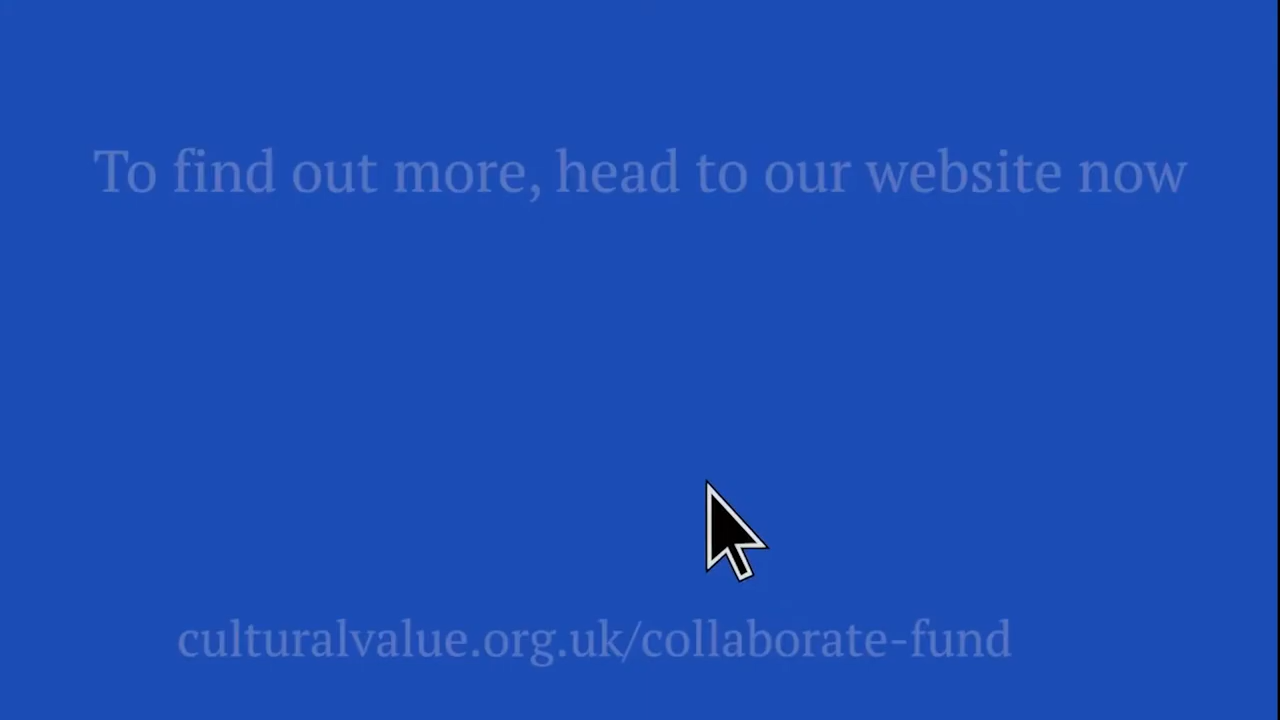 To find out more, head to our website now
culturalvalue.org.uk/collaborate-fund